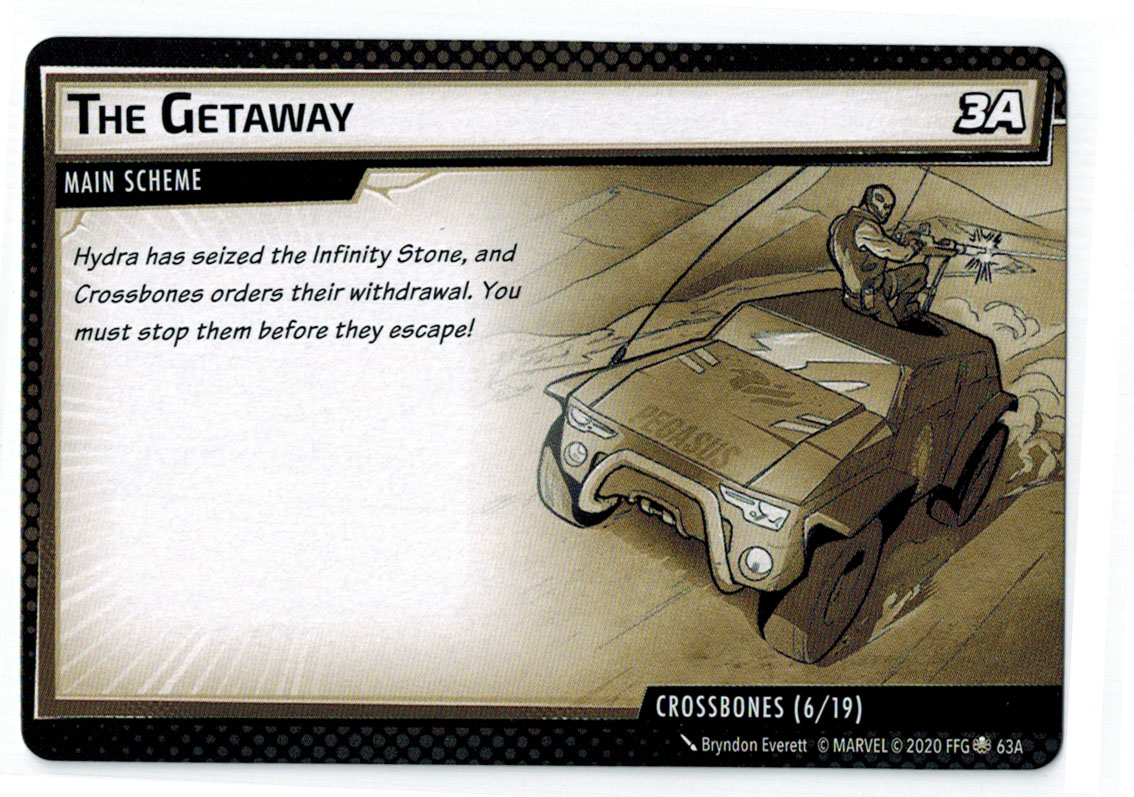 The Getaway
3A
MAIN SCHEME
Hydra has seized the Infinity Stone, and
Crossbones orders their withdrawal. You
must stop them before they escape!
PEGASUS
CROSSBONES (6/19)
Bryndon Everett © MARVEL © 2020 FFG 63A